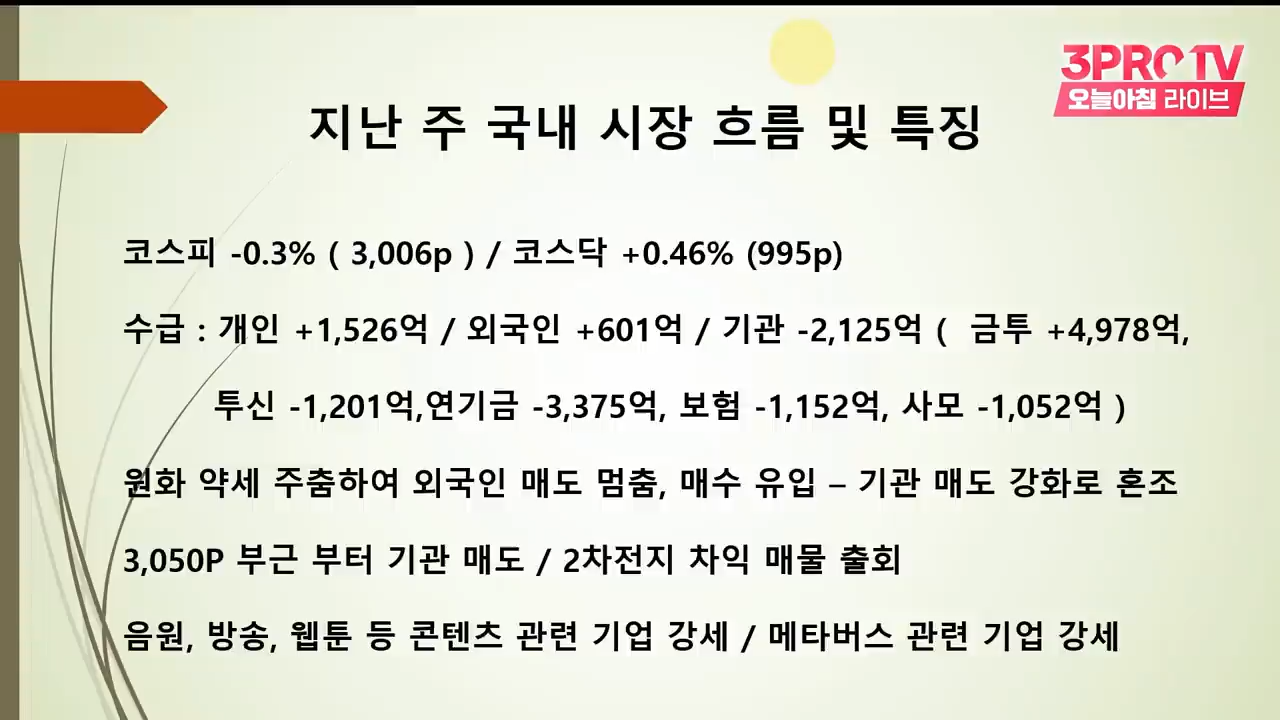 3PROTV
오늘아침 라이브
지난 주 국내 시장 흐름 및 특징
코스피 -0.3% ( 3,006p ) / 코스닥 +0.46% (995p)
수급 : 개인 +1,526억 / 외국인 +601억 / 기관 -2,125억 ( 금투 +4,978억,
투신 -1,201억,연기금 -3,375억, 보험 -1,152억, 사모 -1,052억 )
원화 약세 주춤하여 외국인 매도 멈춤, 매수 유입 – 기관 매도 강화로 혼조
3,050P 부근 부터 기관 매도 / 2차전지 차익 매물 출회
음원, 방송, 웹툰 등 콘텐츠 관련 기업 강세 / 메타버스 관련 기업 강세